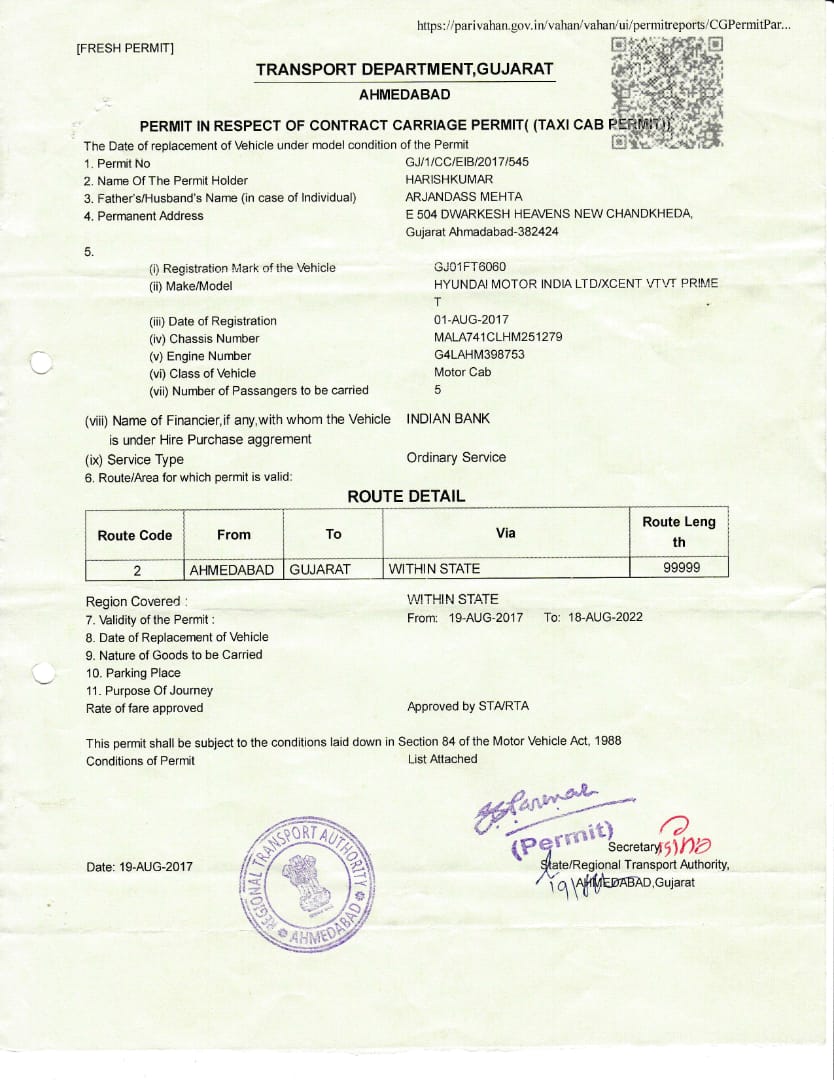 https://parivahan.gov.in/vahan/vahan/ui/permitreports/CGPermitPar...
[FRESH PERMIT]
TRANSPORT DEPARTMENT,GUJARAT
AHMEDABAD
PERMIT IN RESPECT OF CONTRACT CARRIAGE PERMIT( (TAXI CAB PERMIT))
The Date of replacement of Vehicle under model condition of the Permit
1. Permit No GJ/1/CC/EIB/2017/545
2. Name Of The Permit Holder HARISHKUMAR
3. Father's/Husband's Name (in case of Individual) ARJANDASS MEHTA
4. Permanent Address E 504 DWARKESH HEAVENS NEW CHANDKHEDA,
Gujarat Ahmadabad-382424
5.
(i) Registration Mark of the Vehicle GJ01FT6060
(ii) Make/Model HYUNDAI MOTOR INDIA LTD/XCENT VTVT PRIME
T
(iii) Date of Registration 01-AUG-2017
(iv) Chassis Number MALA741CLHM251279
(v) Engine Number G4LAHM398753
(vi) Class of Vehicle Motor Cab
(vii) Number of Passangers to be carried 5
(viii) Name of Financier,if any,with whom the Vehicle INDIAN BANK
is under Hire Purchase aggrement
(ix) Service Type Ordinary Service
6. Route/Area for which permit is valid:
ROUTE DETAIL
Route Code From To Via Route Leng
th
2 AHMEDABAD GUJARAT WITHIN STATE 99999
Region Covered : WITHIN STATE
7. Validity of the Permit : From: 19-AUG-2017 To: 18-AUG-2022
8. Date of Replacement of Vehicle
9. Nature of Goods to be Carried
10. Parking Place
11. Purpose Of Journey
Rate of fare approved Approved by STA/RTA
This permit shall be subject to the conditions laid down in Section 84 of the Motor Vehicle Act, 1988
Conditions of Permit List Attached
(Permit)
Secretary
State/Regional Transport Authority,
AHMEDABAD,Gujarat
Date: 19-AUG-2017
REGIONAL TRANSPORT AUTHORITY
AHMEDABAD